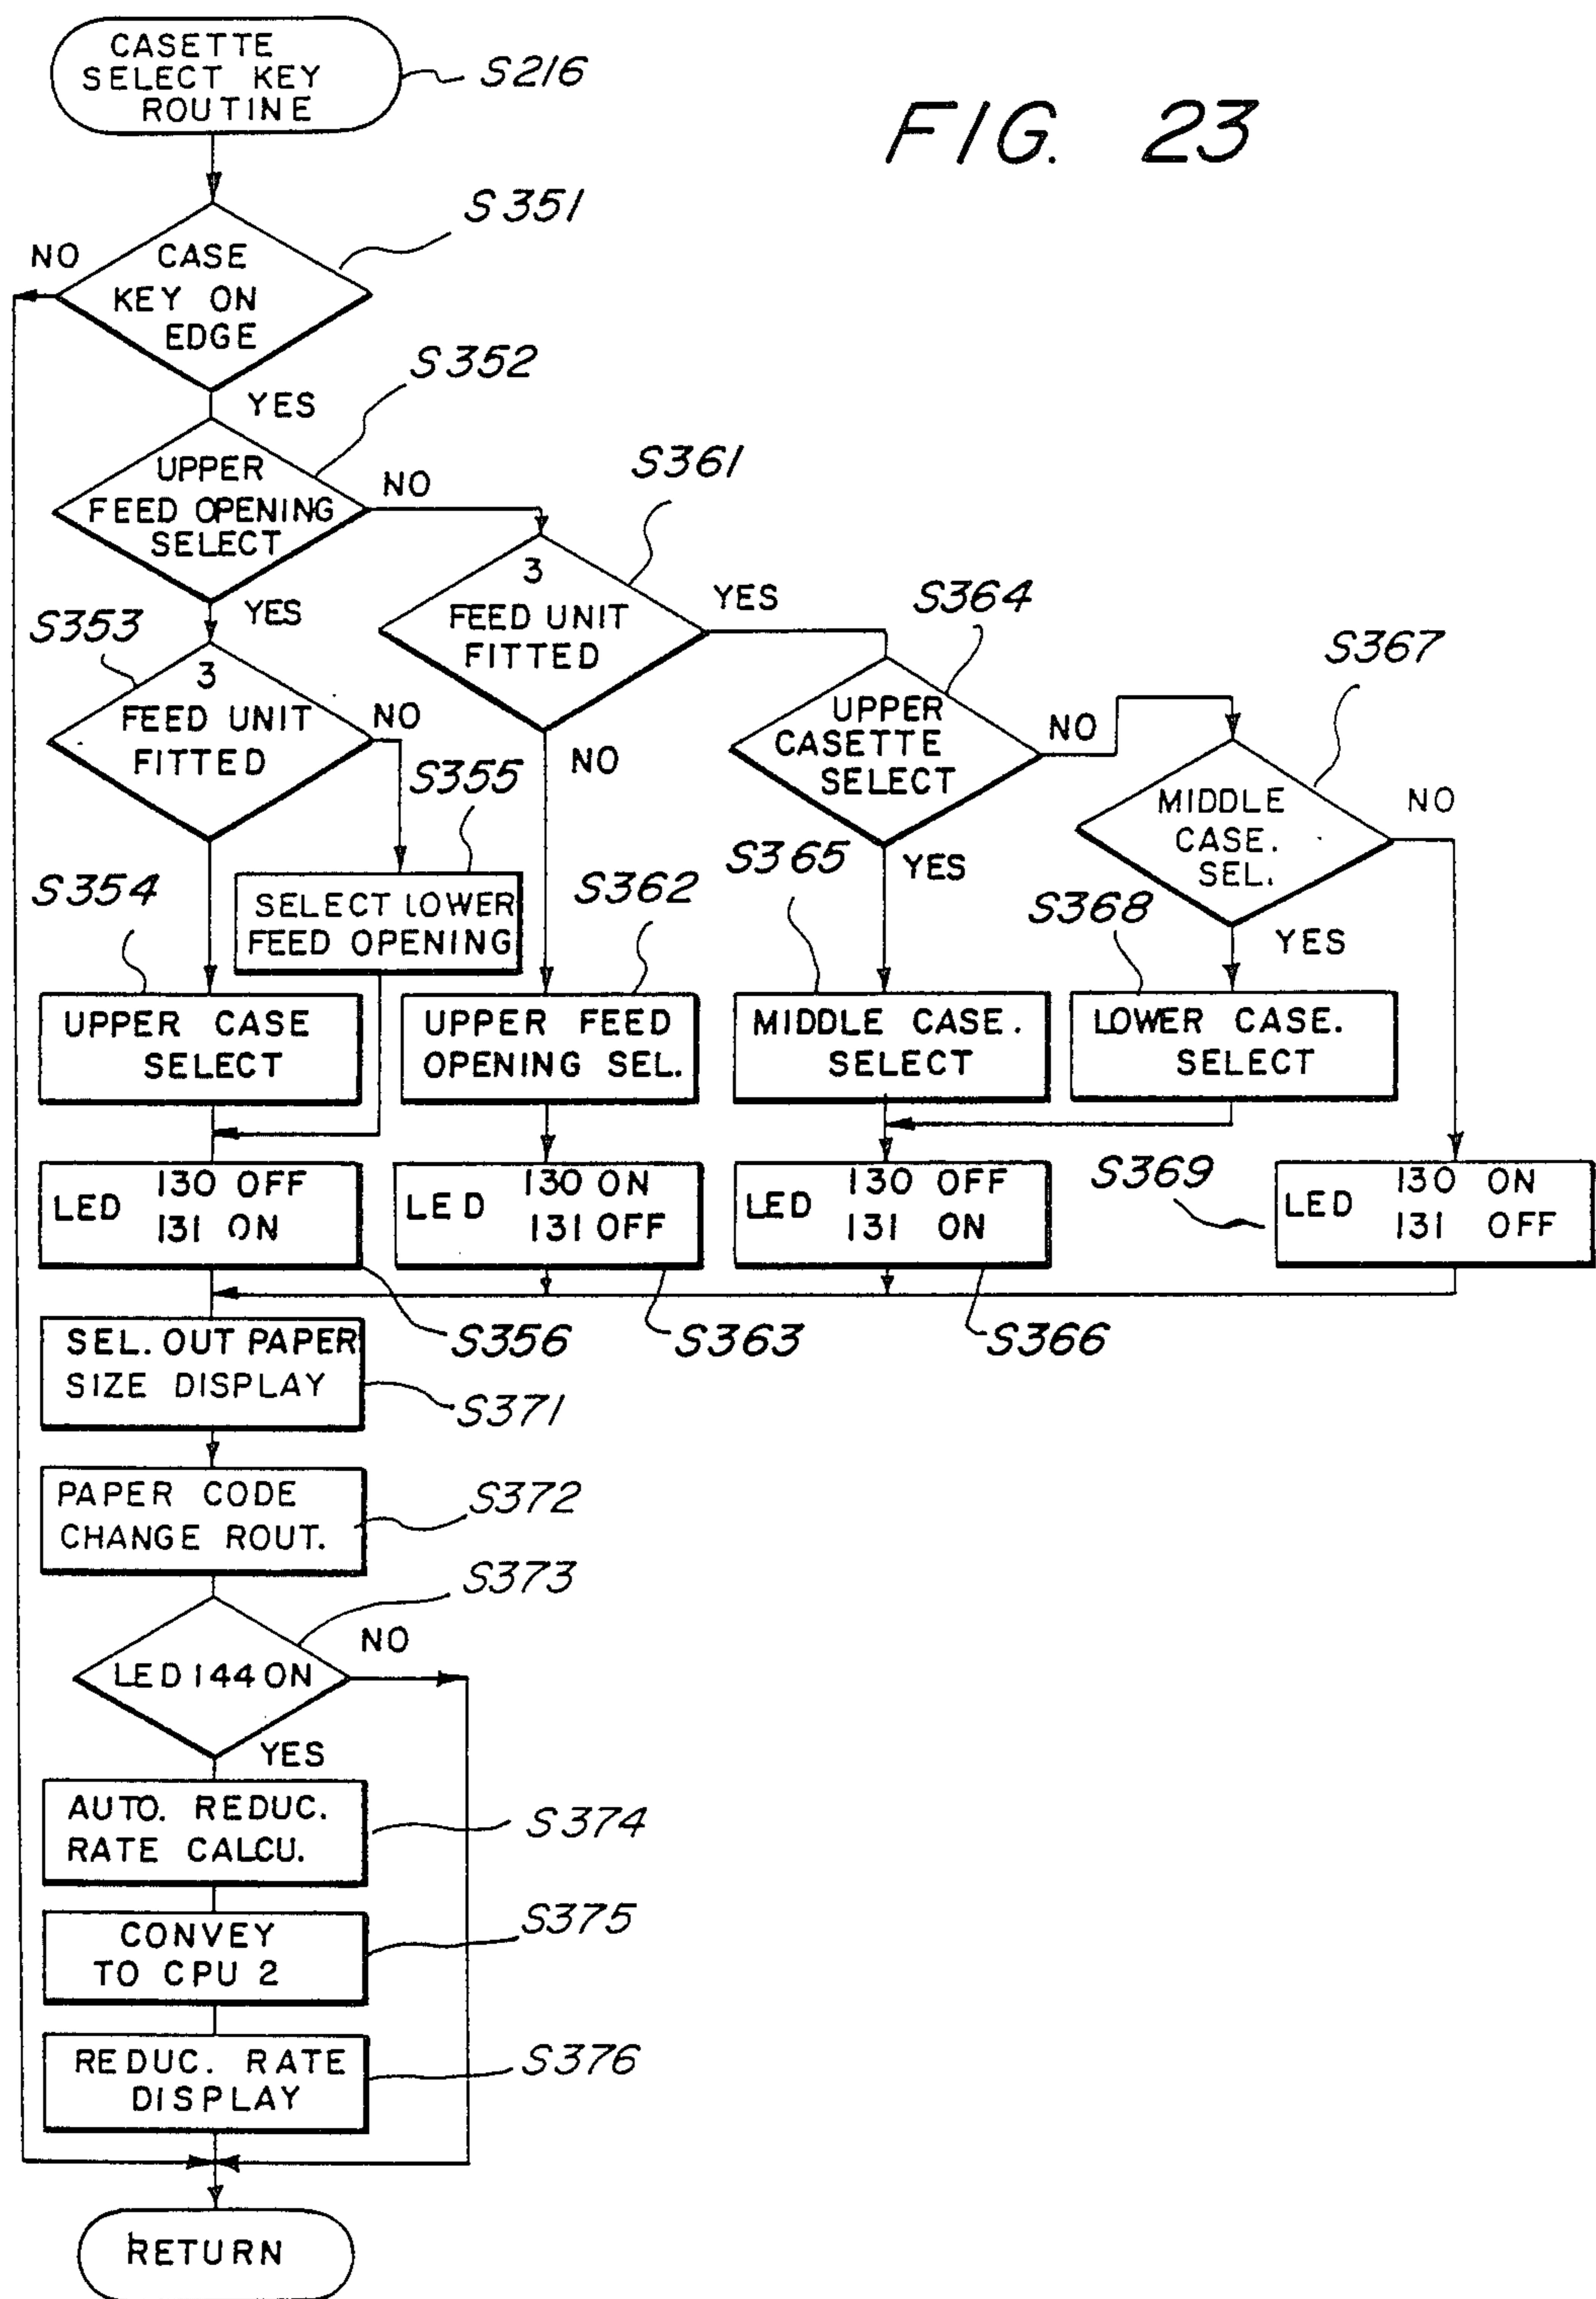 CASETTE
SELECT KEY
ROUTINE
S216
FIG. 23
S351
NO
CASE
KEY ON
EDGE
S352
YES
UPPER
FEED OPENING
SELECT
NO
S361
YES
S353
3
FEED UNIT
FITTED
YES
S364
3
FEED UNIT
FITTED
NO
S355
NO
UPPER
CASETTE
SELECT
NO
S367
MIDDLE
CASE.
SEL.
NO
S354
SELECT LOWER
FEED OPENING
S362
S365
YES
S368
YES
UPPER CASE
SELECT
UPPER FEED
OPENING SEL.
MIDDLE CASE.
SELECT
LOWER CASE.
SELECT
LED 130 OFF
131 ON
LED 130 ON
131 OFF
LED 130 OFF
131 ON
S369
LED 130 ON
131 OFF
S356
S363
S366
SEL. OUT PAPER
SIZE DISPLAY
S371
PAPER CODE
CHANGE ROUT.
S372
S373
LED 144 ON
NO
YES
AUTO. REDUC.
RATE CALCU.
S374
CONVEY
TO CPU 2
S375
REDUC. RATE
DISPLAY
S376
RETURN